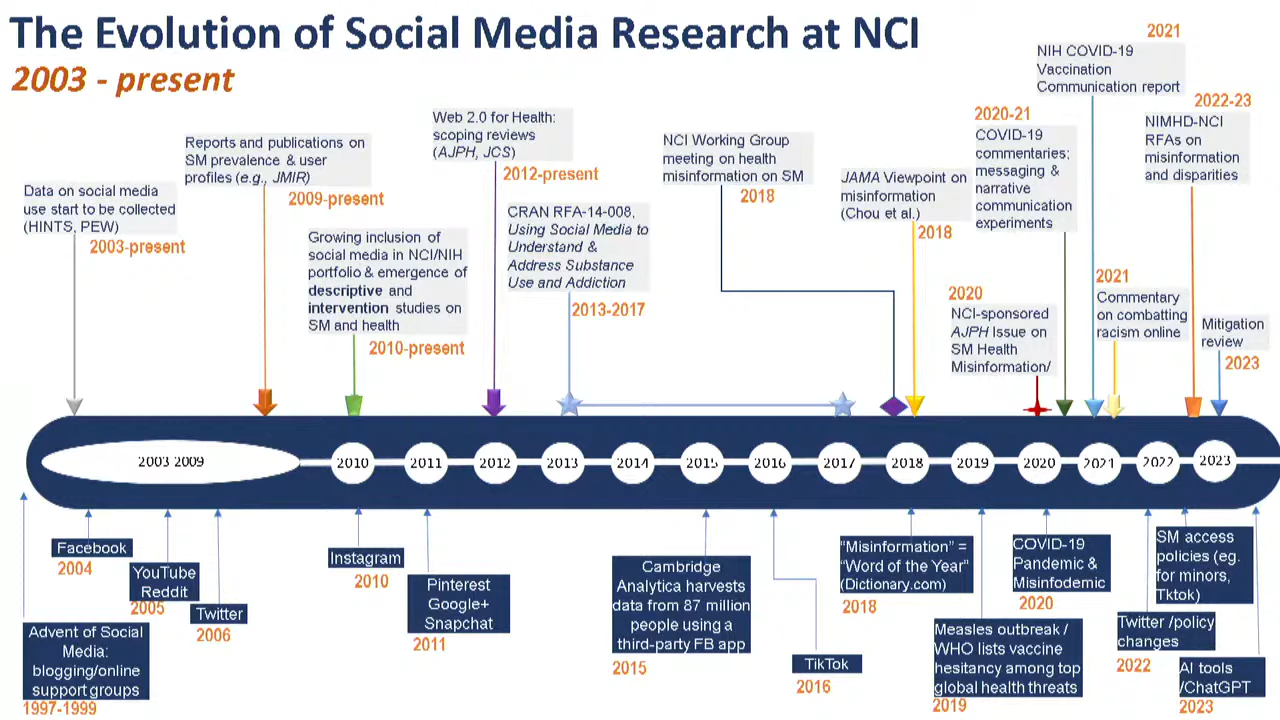 The Evolution of Social Media Research at NCI
2003 - present
Data on social media
use start to be collected
(HINTS, PEW)
2003-present
Reports and publications on
SM prevalence & user
profiles (e.g., JMIR)
2009-present
Growing inclusion of
social media in NCI/NIH
portfolio & emergence of
descriptive and
intervention studies on
SM and health
2010-present
Web 2.0 for Health:
scoping reviews
(AJPH, JCS)
2012-present
CRAN RFA-14-008,
Using Social Media to
Understand &
Address Substance
Use and Addiction
2013-2017
NCI Working Group
meeting on health
misinformation on SM
2018
JAMA Viewpoint on
misinformation
(Chou et al.)
2018
2020
NCI-sponsored
AJPH Issue on
SM Health
Misinformation/
2020-21
COVID-19
commentaries;
messaging &
narrative
communication
experiments
2021
NIH COVID-19
Vaccination
Communication report
2021
Commentary
on combatting
racism online
2022-23
NIMHD-NCI
RFAs on
misinformation
and disparities
Mitigation
review
2023
2003 2009
2010
2011
2012
2013
2014
2015
2016
2017
2018
2019
2020
2021
2022
2023
Advent of Social
Media:
blogging/online
support groups
1997-1999
Facebook
2004
YouTube
Reddit
2005
Twitter
2006
Instagram
2010
Pinterest
Google+
Snapchat
2011
Cambridge
Analytica harvests
data from 87 million
people using a
third-party FB app
2015
TikTok
2016
“Misinformation” =
“Word of the Year”
(Dictionary.com)
2018
Measles outbreak /
WHO lists vaccine
hesitancy among top
global health threats
2019
COVID-19
Pandemic &
Misinfodemic
2020
Twitter /policy
changes
2022
SM access
policies (eg.
for minors,
Tktok)
AI tools
/ChatGPT
2023